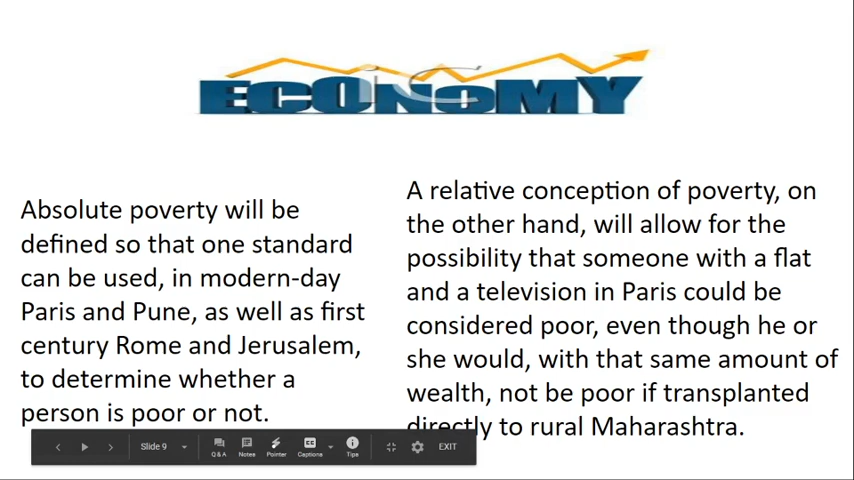 ECONOMY
Absolute poverty will be
defined so that one standard
can be used, in modern-day
Paris and Pune, as well as first
century Rome and Jerusalem,
to determine whether a
person is poor or not.
A relative conception of poverty, on
the other hand, will allow for the
possibility that someone with a flat
and a television in Paris could be
considered poor, even though he or
she would, with that same amount of
wealth, not be poor if transplanted
directly to rural Maharashtra.
Slide 9
Q & A
Notes
Pointer
CC
Captions
Tips
EXIT